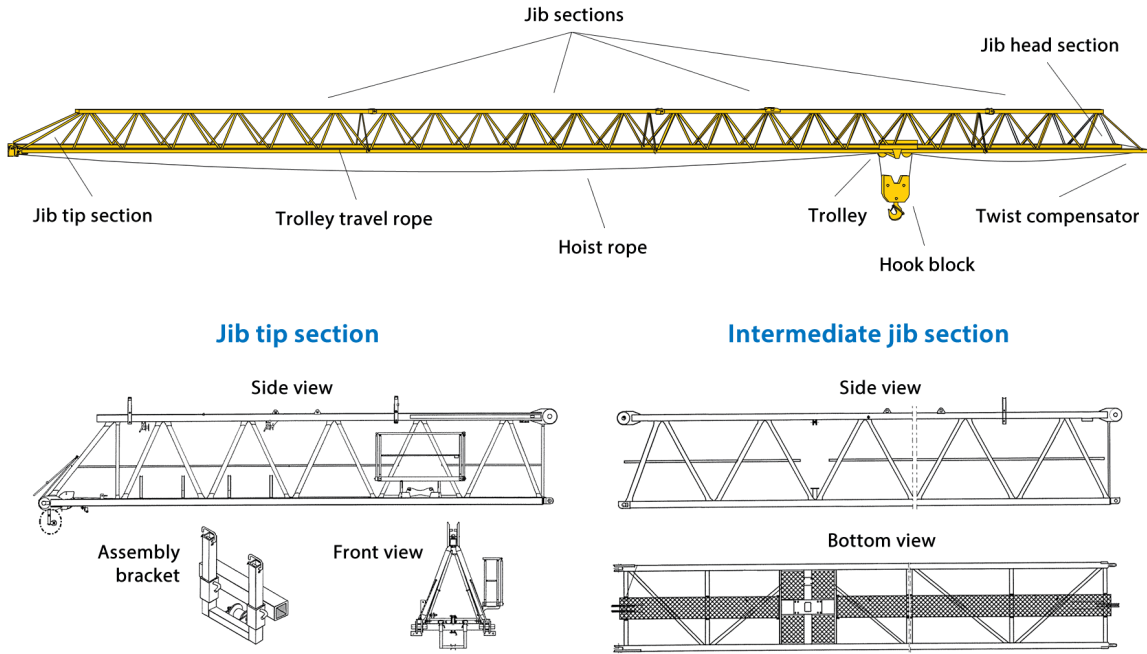 Jib sections
Jib head section
Jib tip section
Trolley travel rope
Hoist rope
Trolley
Twist compensator
Hook block
Jib tip section
Intermediate jib section
Side view
Side view
Assembly
bracket
Front view
Bottom view